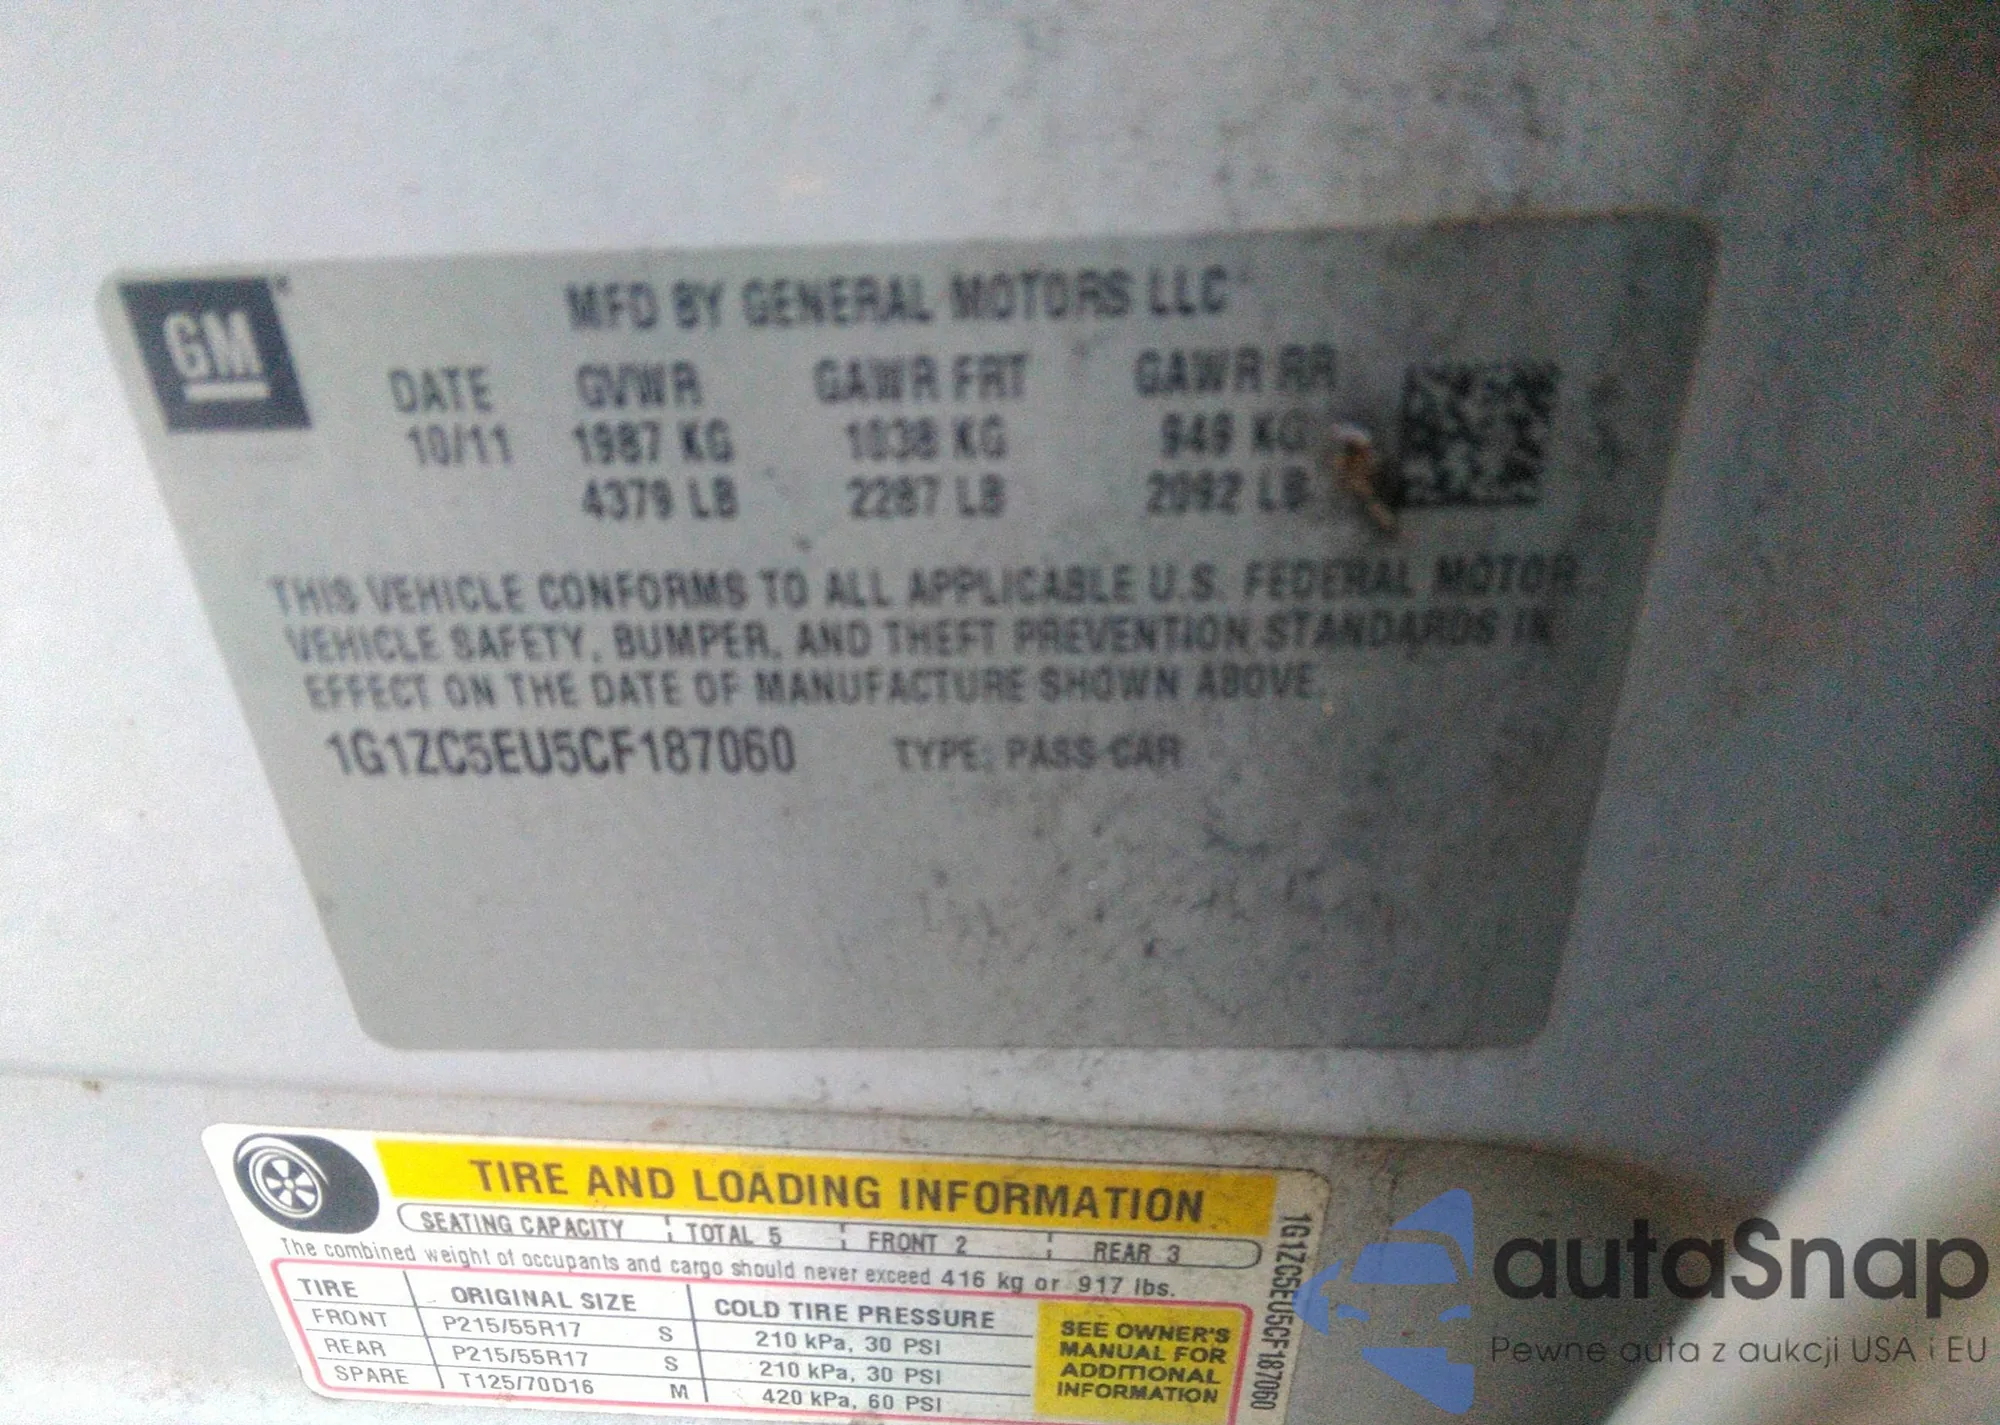 GM
MFD BY GENERAL MOTORS LLC
DATE GVWR GAWR FRT GAWR RR
10/11 1987 KG 1038 KG 949 KG
4379 LB 2287 LB 2092 LB
THIS VEHICLE CONFORMS TO ALL APPLICABLE U.S. FEDERAL MOTOR
VEHICLE SAFETY, BUMPER, AND THEFT PREVENTION STANDARDS IN
EFFECT ON THE DATE OF MANUFACTURE SHOWN ABOVE.
1G1ZC5EU5CF187060 TYPE: PASS CAR
TIRE AND LOADING INFORMATION
SEATING CAPACITY TOTAL 5 FRONT 2 REAR 3
The combined weight of occupants and cargo should never exceed 416 kg or 917 lbs.
TIRE ORIGINAL SIZE COLD TIRE PRESSURE
FRONT P215/55R17 S 210 kPa, 30 PSI
REAR P215/55R17 S 210 kPa, 30 PSI
SPARE T125/70D16 M 420 kPa, 60 PSI
SEE OWNER'S
MANUAL FOR
ADDITIONAL
INFORMATION
1G1ZC5EU5CF187060
autaSnap
Pewne auta z aukcji USA i EU